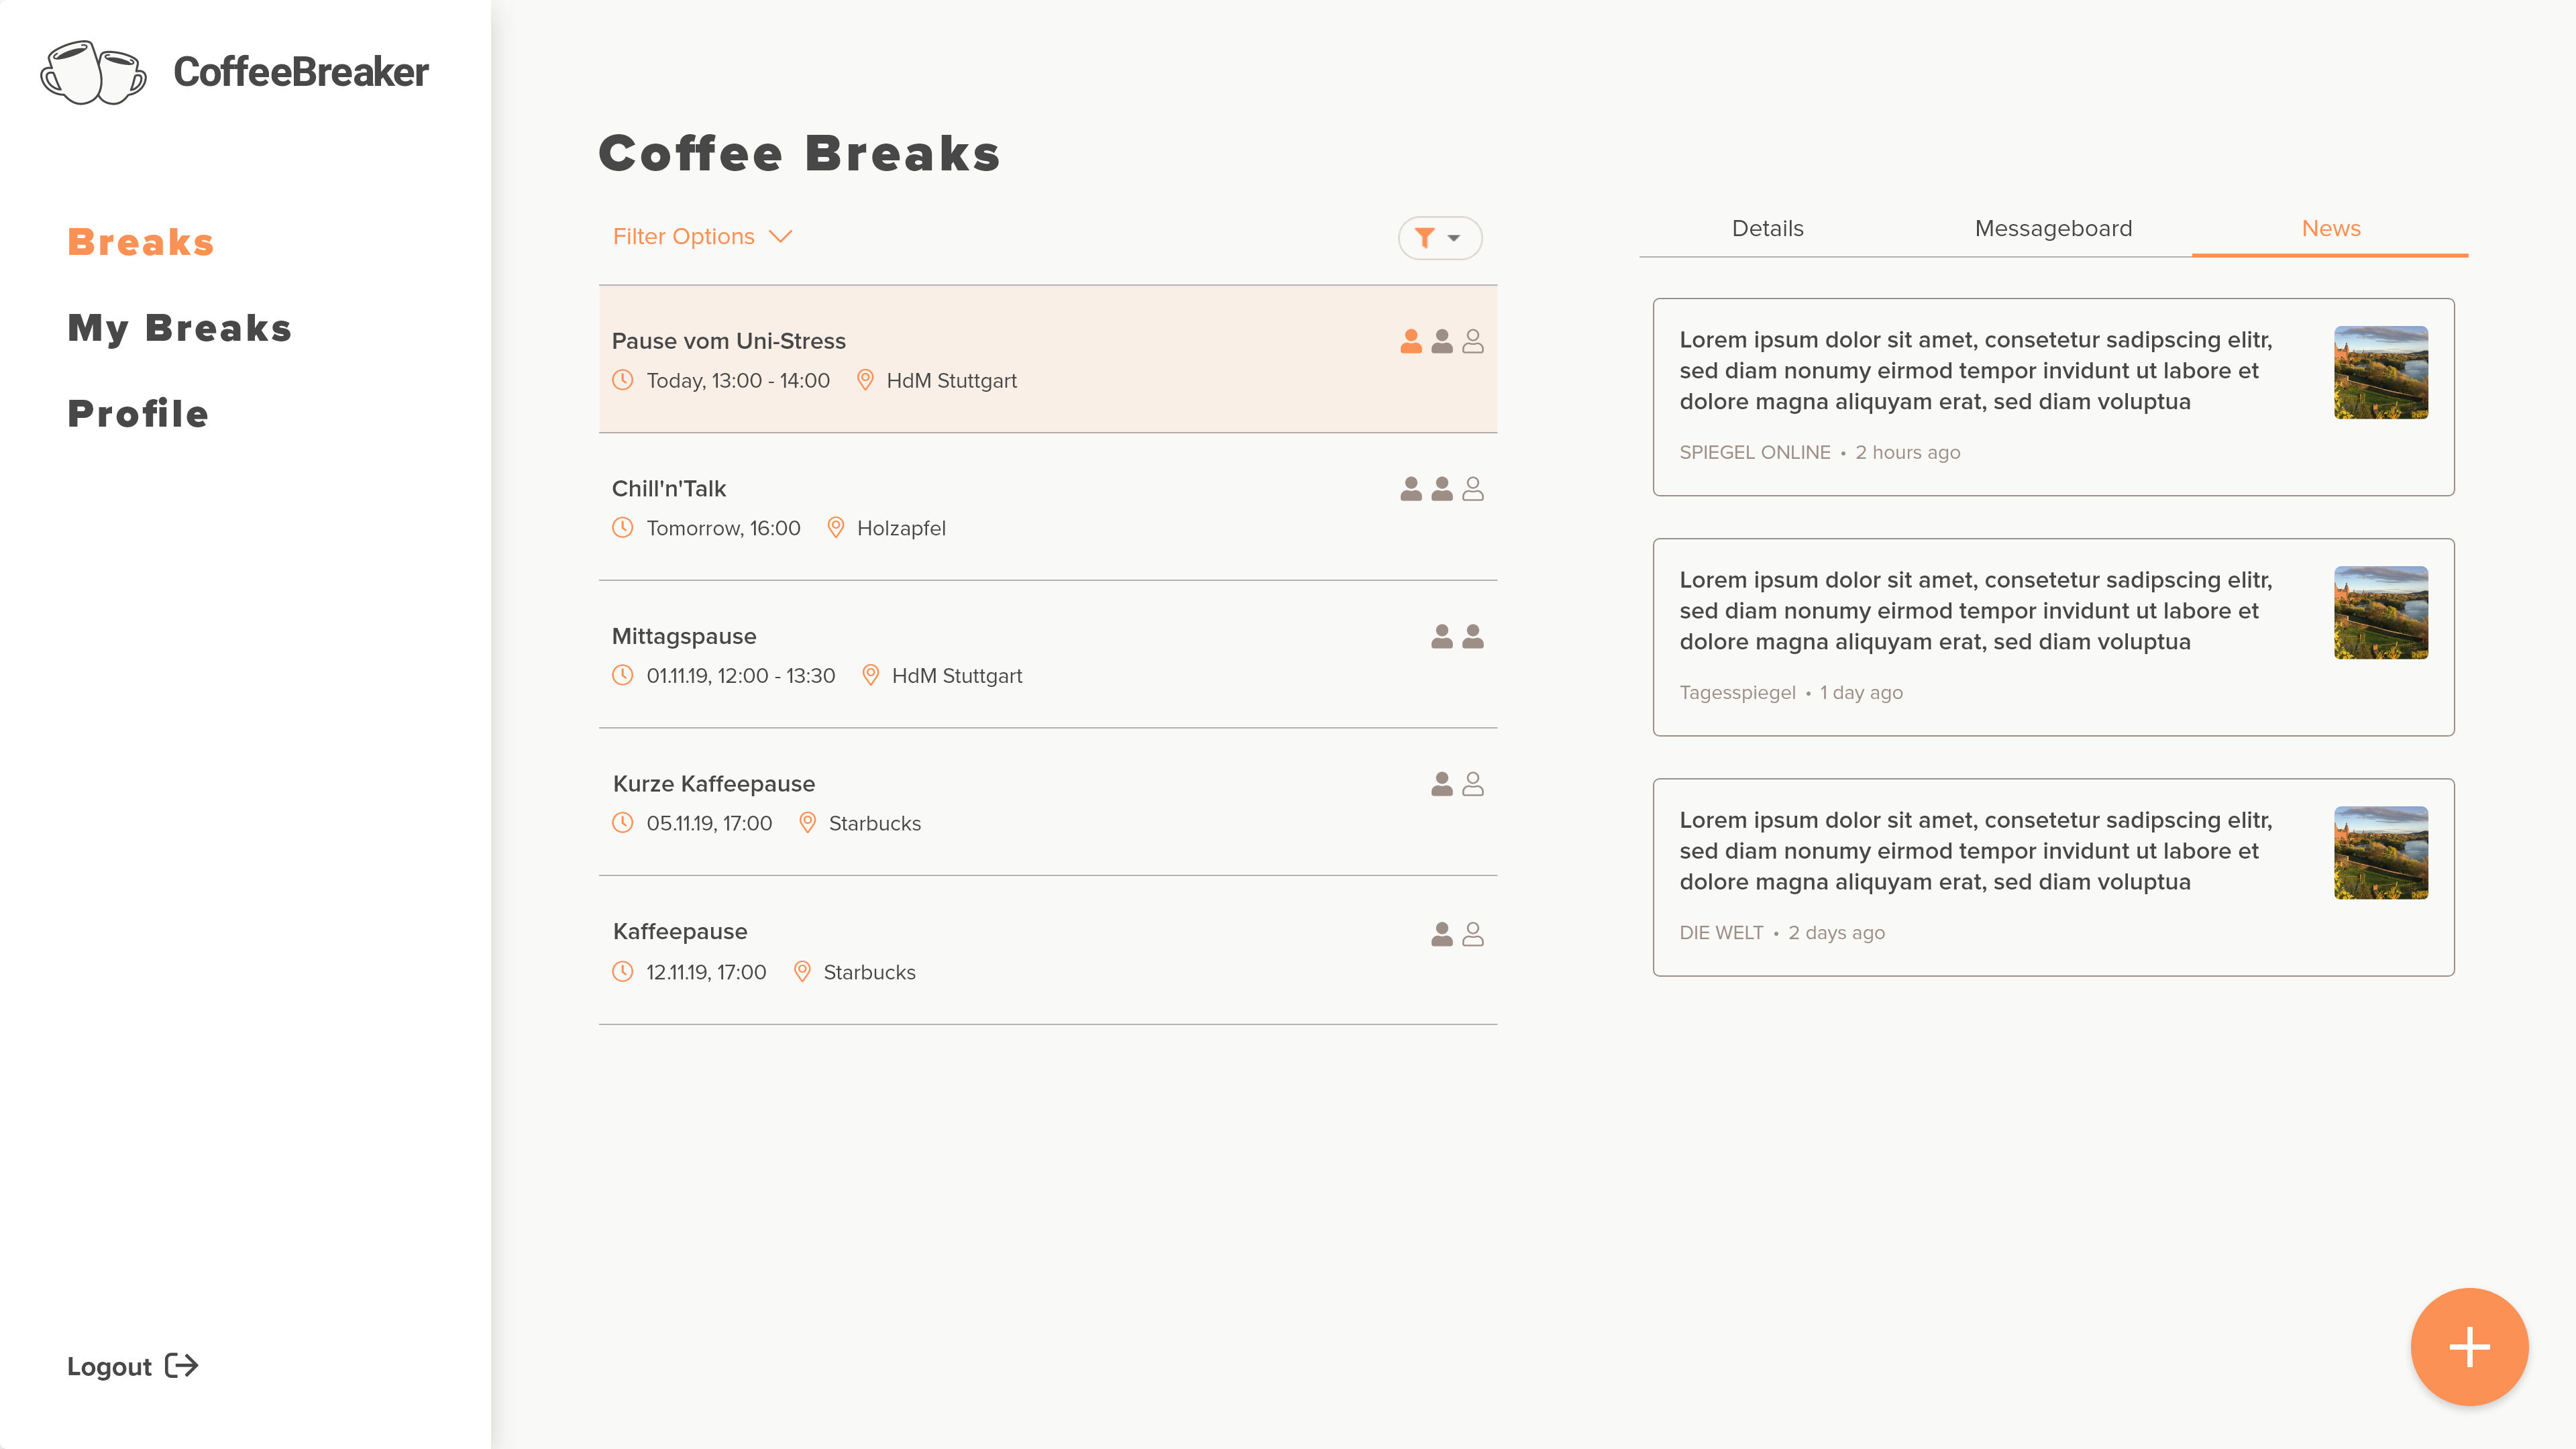 CoffeeBreaker
Breaks
My Breaks
Profile
Logout
Coffee Breaks
Filter Options
Pause vom Uni-Stress
Today, 13:00 - 14:00 HdM Stuttgart
Chill'n'Talk
Tomorrow, 16:00 Holzapfel
Mittagspause
01.11.19, 12:00 - 13:30 HdM Stuttgart
Kurze Kaffeepause
05.11.19, 17:00 Starbucks
Kaffeepause
12.11.19, 17:00 Starbucks
Details Messageboard News
Lorem ipsum dolor sit amet, consetetur sadipscing elitr,
sed diam nonumy eirmod tempor invidunt ut labore et
dolore magna aliquyam erat, sed diam voluptua
SPIEGEL ONLINE • 2 hours ago
Lorem ipsum dolor sit amet, consetetur sadipscing elitr,
sed diam nonumy eirmod tempor invidunt ut labore et
dolore magna aliquyam erat, sed diam voluptua
Tagesspiegel • 1 day ago
Lorem ipsum dolor sit amet, consetetur sadipscing elitr,
sed diam nonumy eirmod tempor invidunt ut labore et
dolore magna aliquyam erat, sed diam voluptua
DIE WELT • 2 days ago